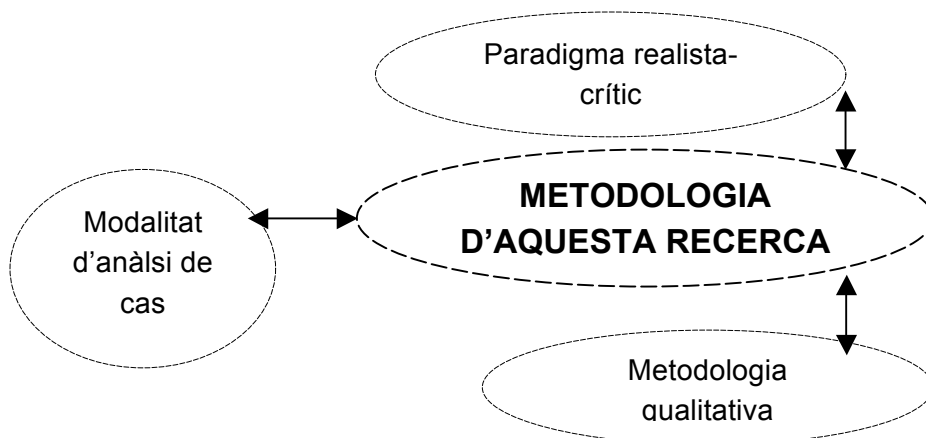 Paradigma realista-
crític
METODOLOGIA
D’AQUESTA RECERCA
Modalitat
d’anàlsi de
cas
Metodologia
qualitativa